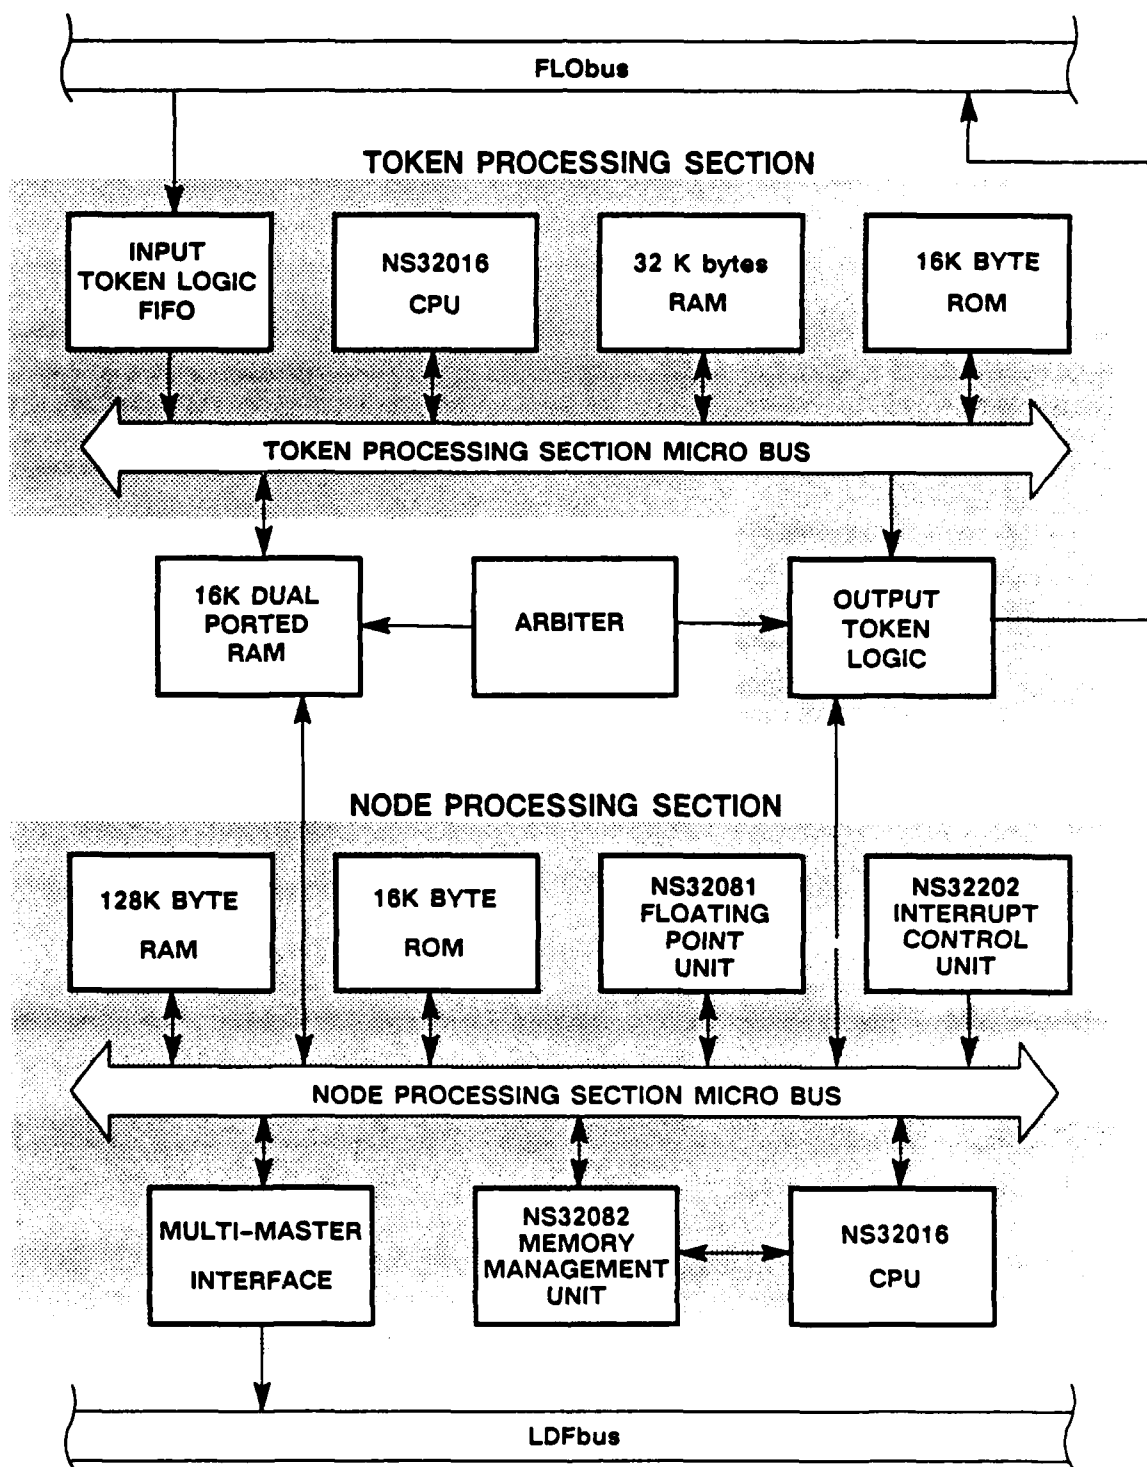 FLObus
TOKEN PROCESSING SECTION
INPUT
TOKEN LOGIC
FIFO
NS32016
CPU
32 K bytes
RAM
16K BYTE
ROM
TOKEN PROCESSING SECTION MICRO BUS
16K DUAL
PORTED
RAM
ARBITER
OUTPUT
TOKEN
LOGIC
NODE PROCESSING SECTION
128K BYTE
RAM
16K BYTE
ROM
NS32081
FLOATING
POINT
UNIT
NS32202
INTERRUPT
CONTROL
UNIT
NODE PROCESSING SECTION MICRO BUS
MULTI-MASTER
INTERFACE
NS32082
MEMORY
MANAGEMENT
UNIT
NS32016
CPU
LDFbus